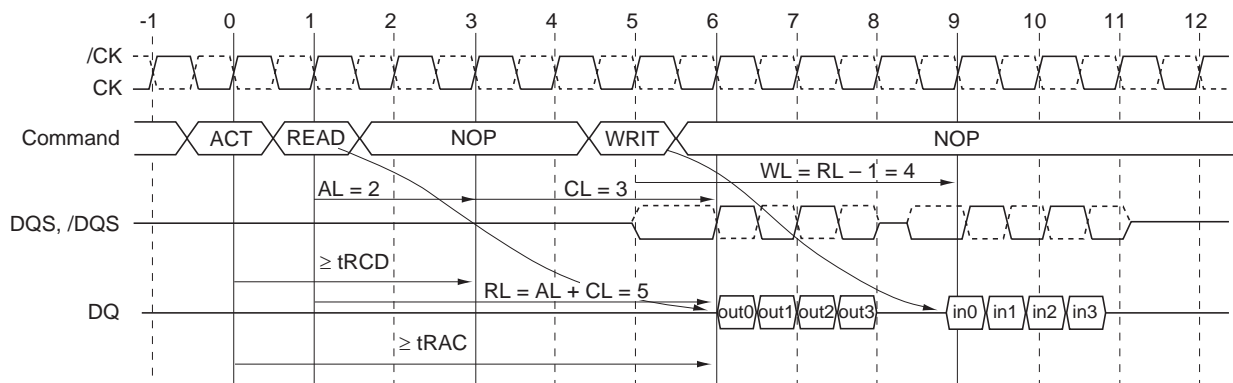 -1 0 1 2 3 4 5 6 7 8 9 10 11 12
/CK
CK
Command ACT READ NOP WRIT NOP
WL = RL − 1 = 4
AL = 2 CL = 3
DQS, /DQS
≥ tRCD
RL = AL + CL = 5
DQ out0 out1 out2 out3 in0 in1 in2 in3
≥ tRAC